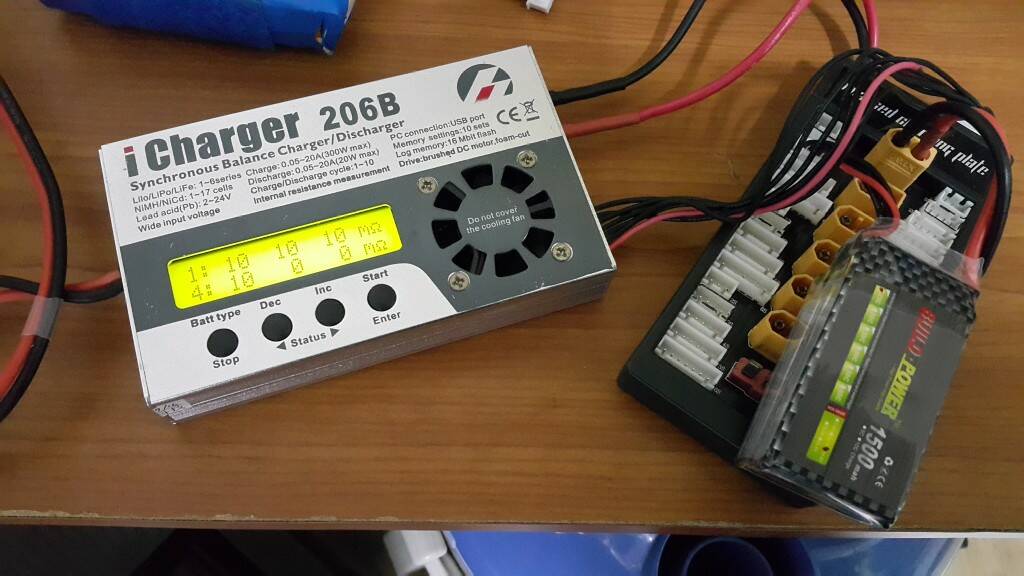 iCharger 206B
Synchronous Balance Charger/Discharger
Lilo/LiPo/LiFe: 1~6series
NiMH/NiCd: 1~17 cells
Lead acid(Pb): 2~24V
Wide input voltage
Charge: 0.05~20A(300W max)
Discharge: 0.05~20A(20W max)
Charge/Discharge cycle:1~10
Internal resistance measurement
PC connection:USB port
Memory settings:10 sets
Log memory:16 Mbit flash
Drive:brushed DC motor,foam-cut
CE
Do not cover
the cooling fan
1: 10 10 10 MΩ
4: 10 0 0 MΩ
Batt type
Dec
Inc
Start
Stop
◀ Status ▶
Enter
ng plate
POWER
1500 mah